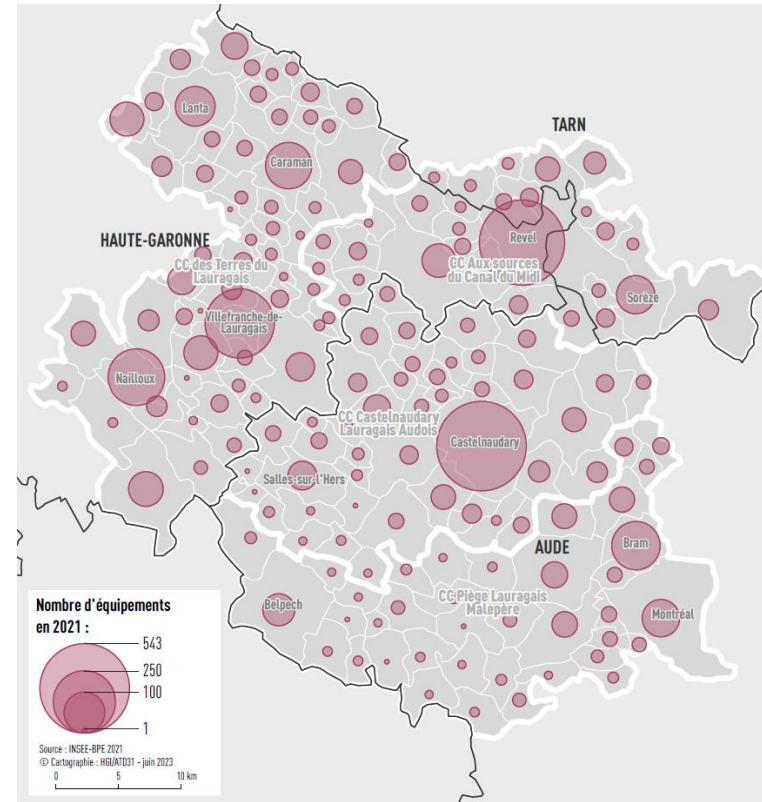 Lanta
TARN
Caraman
HAUTE-GARONNE
Revel
CC des Terres du
Lauragais
CC Aux sources
du Canal du Midi
Sorèze
Villefranche-de-
Lauragais
Nailloux
CC Castelnaudary
Lauragais Audois
Castelnaudary
Salles-sur-l'Hers
AUDE
Bram
CC Piège Lauragais
Malepère
Belpech
Montréal
Nombre d'équipements
en 2021 :
543
250
100
1
Source : INSEE-BPE 2021
© Cartographie : HGI/ATD31 - juin 2023
0 5 10 km